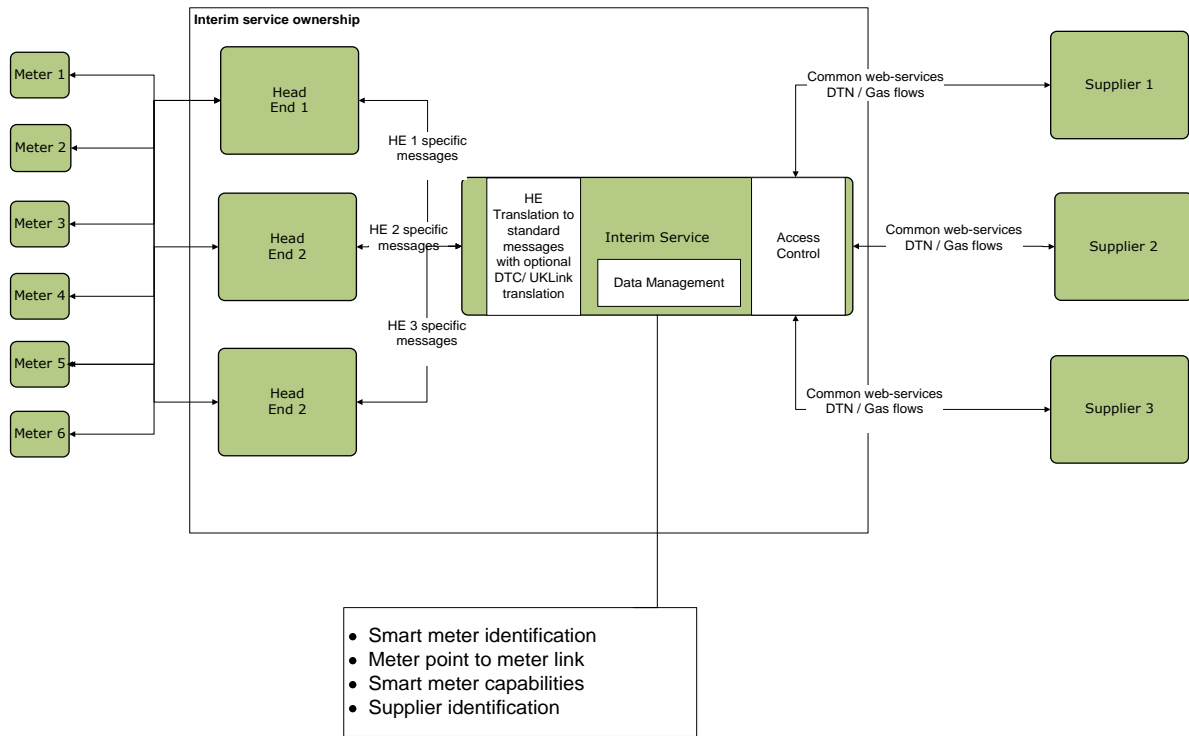 Interim service ownership
Meter 1
Meter 2
Meter 3
Meter 4
Meter 5
Meter 6
Head
End 1
Head
End 2
Head
End 2
HE 1 specific
messages
HE 2 specific
messages
HE 3 specific
messages
HE
Translation to
standard
messages
with optional
DTC/ UKLink
translation
Interim Service
Data Management
Access
Control
Common web-services
DTN / Gas flows
Common web-services
DTN / Gas flows
Common web-services
DTN / Gas flows
Supplier 1
Supplier 2
Supplier 3
• Smart meter identification
• Meter point to meter link
• Smart meter capabilities
• Supplier identification